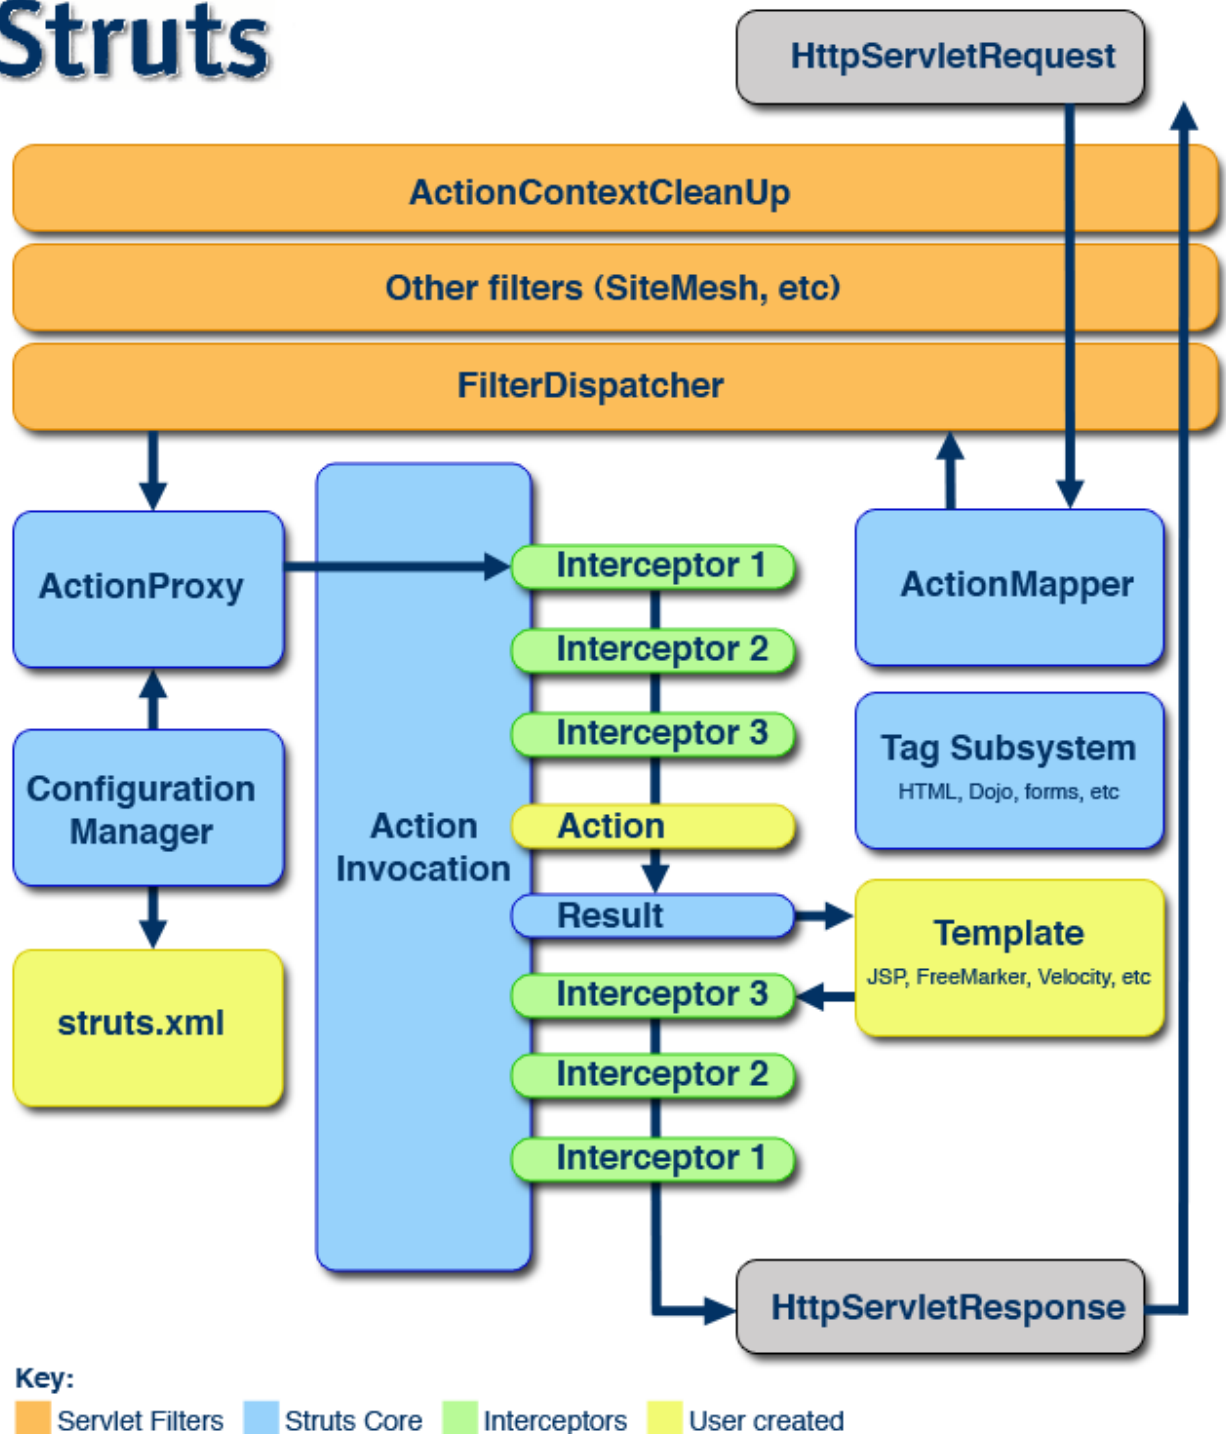 Struts
HttpServletRequest
ActionContextCleanUp
Other filters (SiteMesh, etc)
FilterDispatcher
ActionProxy
Interceptor 1
ActionMapper
Interceptor 2
Interceptor 3
Tag Subsystem
HTML, Dojo, forms, etc
Configuration
Manager
Action
Invocation
Action
Result
Template
JSP, FreeMarker, Velocity, etc
struts.xml
Interceptor 3
Interceptor 2
Interceptor 1
HttpServletResponse
Key:
Servlet Filters
Struts Core
Interceptors
User created